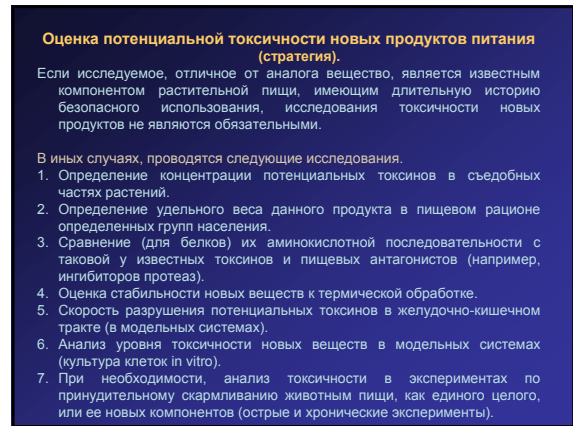 Оценка потенциальной токсичности новых продуктов питания
(стратегия).
Если исследуемое, отличное от аналога вещество, является известным
компонентом растительной пищи, имеющим длительную историю
безопасного использования, исследования токсичности новых
продуктов не являются обязательными.
В иных случаях, проводятся следующие исследования.
1. Определение концентрации потенциальных токсинов в съедобных
частях растений.
2. Определение удельного веса данного продукта в пищевом рационе
определенных групп населения.
3. Сравнение (для белков) их аминокислотной последовательности с
таковой у известных токсинов и пищевых антагонистов (например,
ингибиторов протеаз).
4. Оценка стабильности новых веществ к термической обработке.
5. Скорость разрушения потенциальных токсинов в желудочно-кишечном
тракте (в модельных системах).
6. Анализ уровня токсичности новых веществ в модельных системах
(культура клеток in vitro).
7. При необходимости, анализ токсичности в экспериментах по
принудительному скармливанию животным пищи, как единого целого,
или ее новых компонентов (острые и хронические эксперименты).